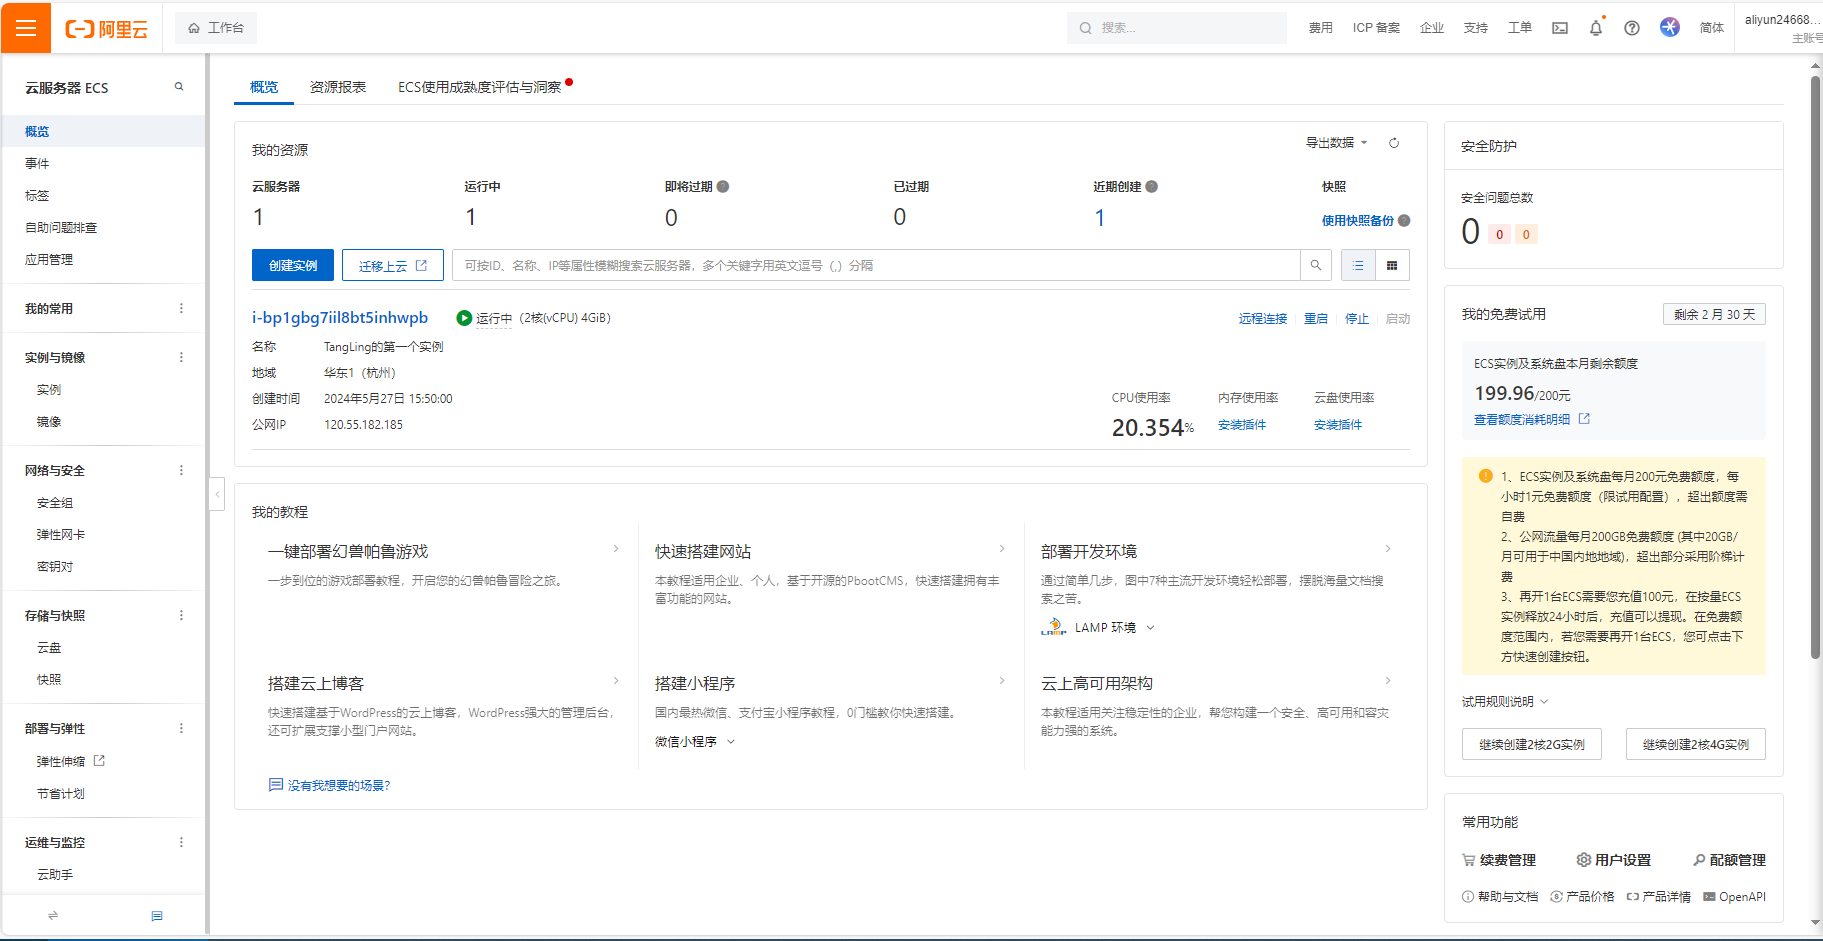 阿里云
工作台
搜索...
费用
ICP 备案
企业
支持
工单
简体
aliyun24668...
主账号
云服务器 ECS
概览
事件
标签
自助问题排查
应用管理
我的常用
实例与镜像
实例
镜像
网络与安全
安全组
弹性网卡
密钥对
存储与快照
云盘
快照
部署与弹性
弹性伸缩
节省计划
运维与监控
云助手
概览
资源报表
ECS使用成熟度评估与洞察
我的资源
导出数据
云服务器
1
运行中
1
即将过期
0
已过期
0
近期创建
1
快照
使用快照备份
创建实例
迁移上云
可按ID、名称、IP等属性模糊搜索云服务器，多个关键字用英文逗号（,）分隔
i-bp1gbg7iil8bt5inhwpb
运行中 （2核(vCPU) 4GiB）
远程连接
重启
停止
启动
名称 TangLing的第一个实例
地域 华东1（杭州）
创建时间 2024年5月27日 15:50:00
公网IP 120.55.182.185
CPU使用率
20.354%
内存使用率
安装插件
云盘使用率
安装插件
我的教程
一键部署幻兽帕鲁游戏
一步到位的游戏部署教程，开启您的幻兽帕鲁冒险之旅。
快速搭建网站
本教程适用企业、个人，基于开源的PbootCMS，快速搭建拥有丰
富功能的网站。
部署开发环境
通过简单几步，图中7种主流开发环境轻松部署，摆脱海量文档搜
索之苦。
LAMP 环境
搭建云上博客
快速搭建基于WordPress的云上博客，WordPress强大的管理后台，
还可扩展支撑小型门户网站。
搭建小程序
国内最热微信、支付宝小程序教程，0门槛教你快速搭建。
微信小程序
云上高可用架构
本教程适用关注稳定性的企业，帮您构建一个安全、高可用和容灾
能力强的系统。
没有我想要的场景?
安全防护
安全问题总数
0 0 0
我的免费试用
剩余 2 月 30 天
ECS实例及系统盘本月剩余额度
199.96/200元
查看额度消耗明细
1、ECS实例及系统盘每月200元免费额度，每
小时1元免费额度（限试用配置），超出额度需
自费
2、公网流量每月200GB免费额度 (其中20GB/
月可用于中国内地地域)，超出部分采用阶梯计
费
3、再开1台ECS需要您充值100元，在按量ECS
实例释放24小时后，充值可以提现。在免费额
度范围内，若您需要再开1台ECS，您可点击下
方快速创建按钮。
试用规则说明
继续创建2核2G实例
继续创建2核4G实例
常用功能
续费管理
用户设置
配额管理
帮助与文档
产品价格
产品详情
OpenAPI